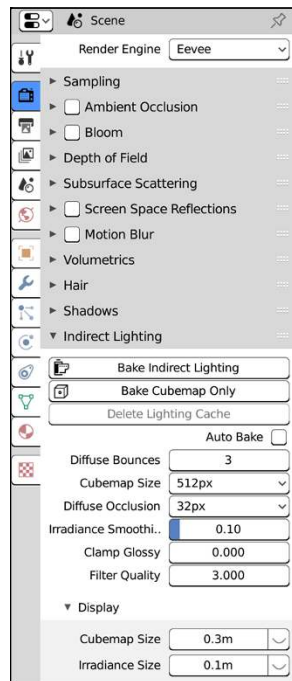 Scene
Render Engine Eevee
Sampling
Ambient Occlusion
Bloom
Depth of Field
Subsurface Scattering
Screen Space Reflections
Motion Blur
Volumetrics
Hair
Shadows
Indirect Lighting
Bake Indirect Lighting
Bake Cubemap Only
Delete Lighting Cache
Auto Bake
Diffuse Bounces 3
Cubemap Size 512px
Diffuse Occlusion 32px
Irradiance Smoothi.. 0.10
Clamp Glossy 0.000
Filter Quality 3.000
Display
Cubemap Size 0.3m
Irradiance Size 0.1m